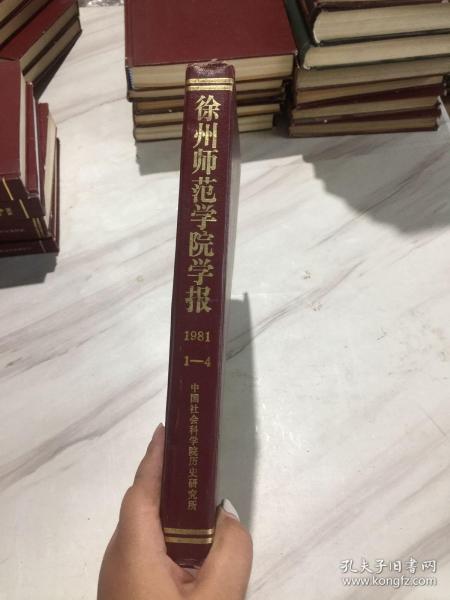 徐州师范学院学报
1981
1—4
中国社会科学院历史研究所
孔夫子旧书网
www.kongfz.com